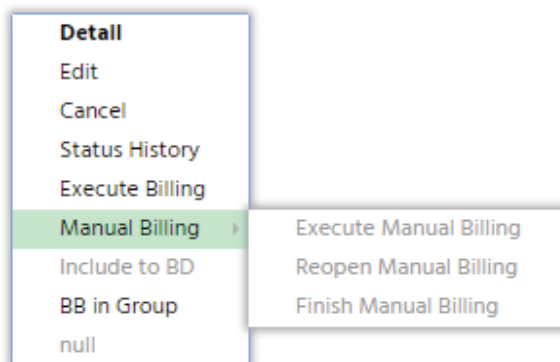 Detail
Edit
Cancel
Status History
Execute Billing
Manual Billing
Execute Manual Billing
Include to BD
Reopen Manual Billing
BB in Group
Finish Manual Billing
null